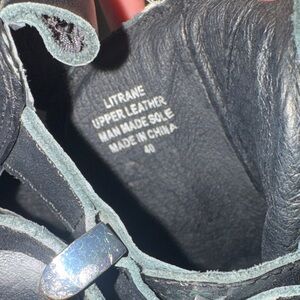 LITRANE
UPPER LEATHER
MAN MADE SOLE
MADE IN CHINA
40